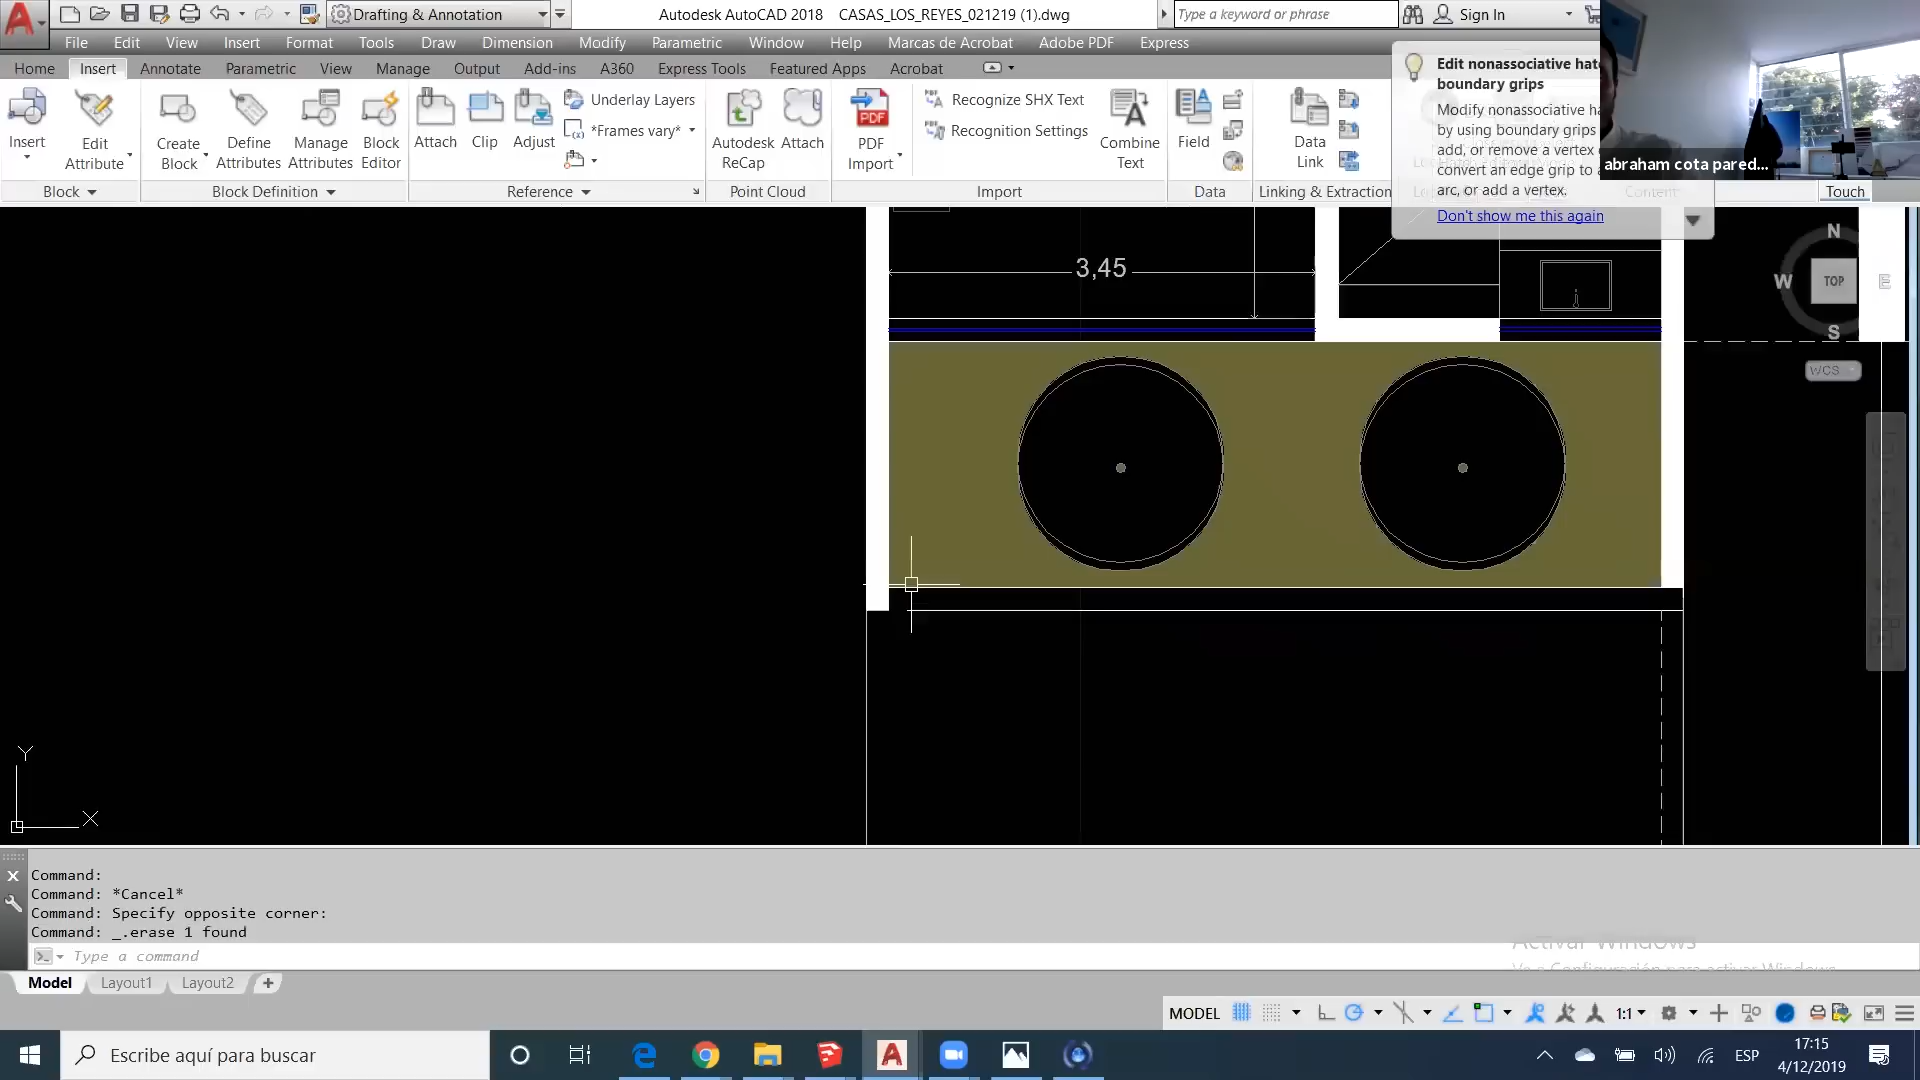 Drafting & Annotation
Autodesk AutoCAD 2018 CASAS_LOS_REYES_021219 (1).dwg
Type a keyword or phrase
Sign In
File Edit View Insert Format Tools Draw Dimension Modify Parametric Window Help Marcas de Acrobat Adobe PDF Express
Home Insert Annotate Parametric View Manage Output Add-ins A360 Express Tools Featured Apps Acrobat
Insert
Edit Attribute
Create Block
Define Attributes
Manage Attributes
Block Editor
Attach
Clip
Adjust
Underlay Layers
*Frames vary*
Autodesk ReCap
Attach
PDF Import
Recognize SHX Text
Recognition Settings
Combine Text
Field
Data Link
Block
Block Definition
Reference
Point Cloud
Import
Data
Linking & Extraction
Touch
Edit nonassociative
boundary grips
Modify nonassociative
by using boundary grips
add, or remove a vertex
convert an edge grip to
arc, or add a vertex.
Don't show me this again
abraham cota pared...
N
W TOP E
S
WCS
3,45
Y
X
Command:
Command: *Cancel*
Command: Specify opposite corner:
Command: _.erase 1 found
Type a command
Activar Windows
Ve a Configuración para activar Windows
Model Layout1 Layout2 +
MODEL 1:1
Escribe aquí para buscar
ESP
17:15
4/12/2019